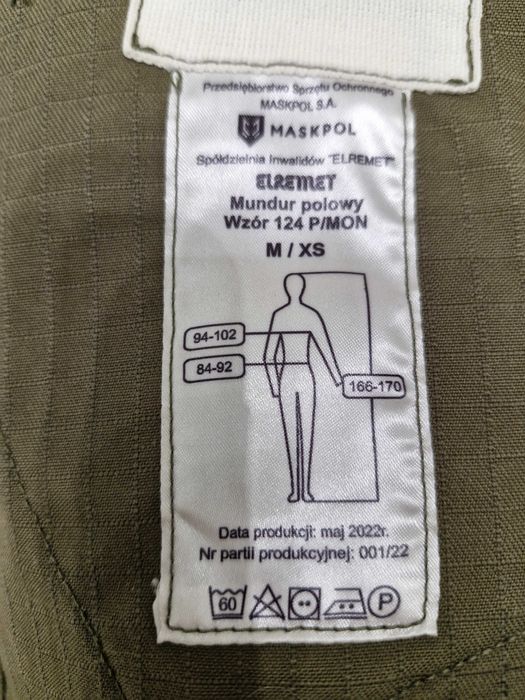 Przedsiębiorstwo Sprzętu Ochronnego
MASKPOL S.A.
MASKPOL
Spółdzielnia Inwalidów "ELREMET"
ELREMET
Mundur polowy
Wzór 124 P/MON
M / XS
94-102
84-92
166-170
Data produkcji: maj 2022r.
Nr partii produkcyjnej: 001/22
60
P